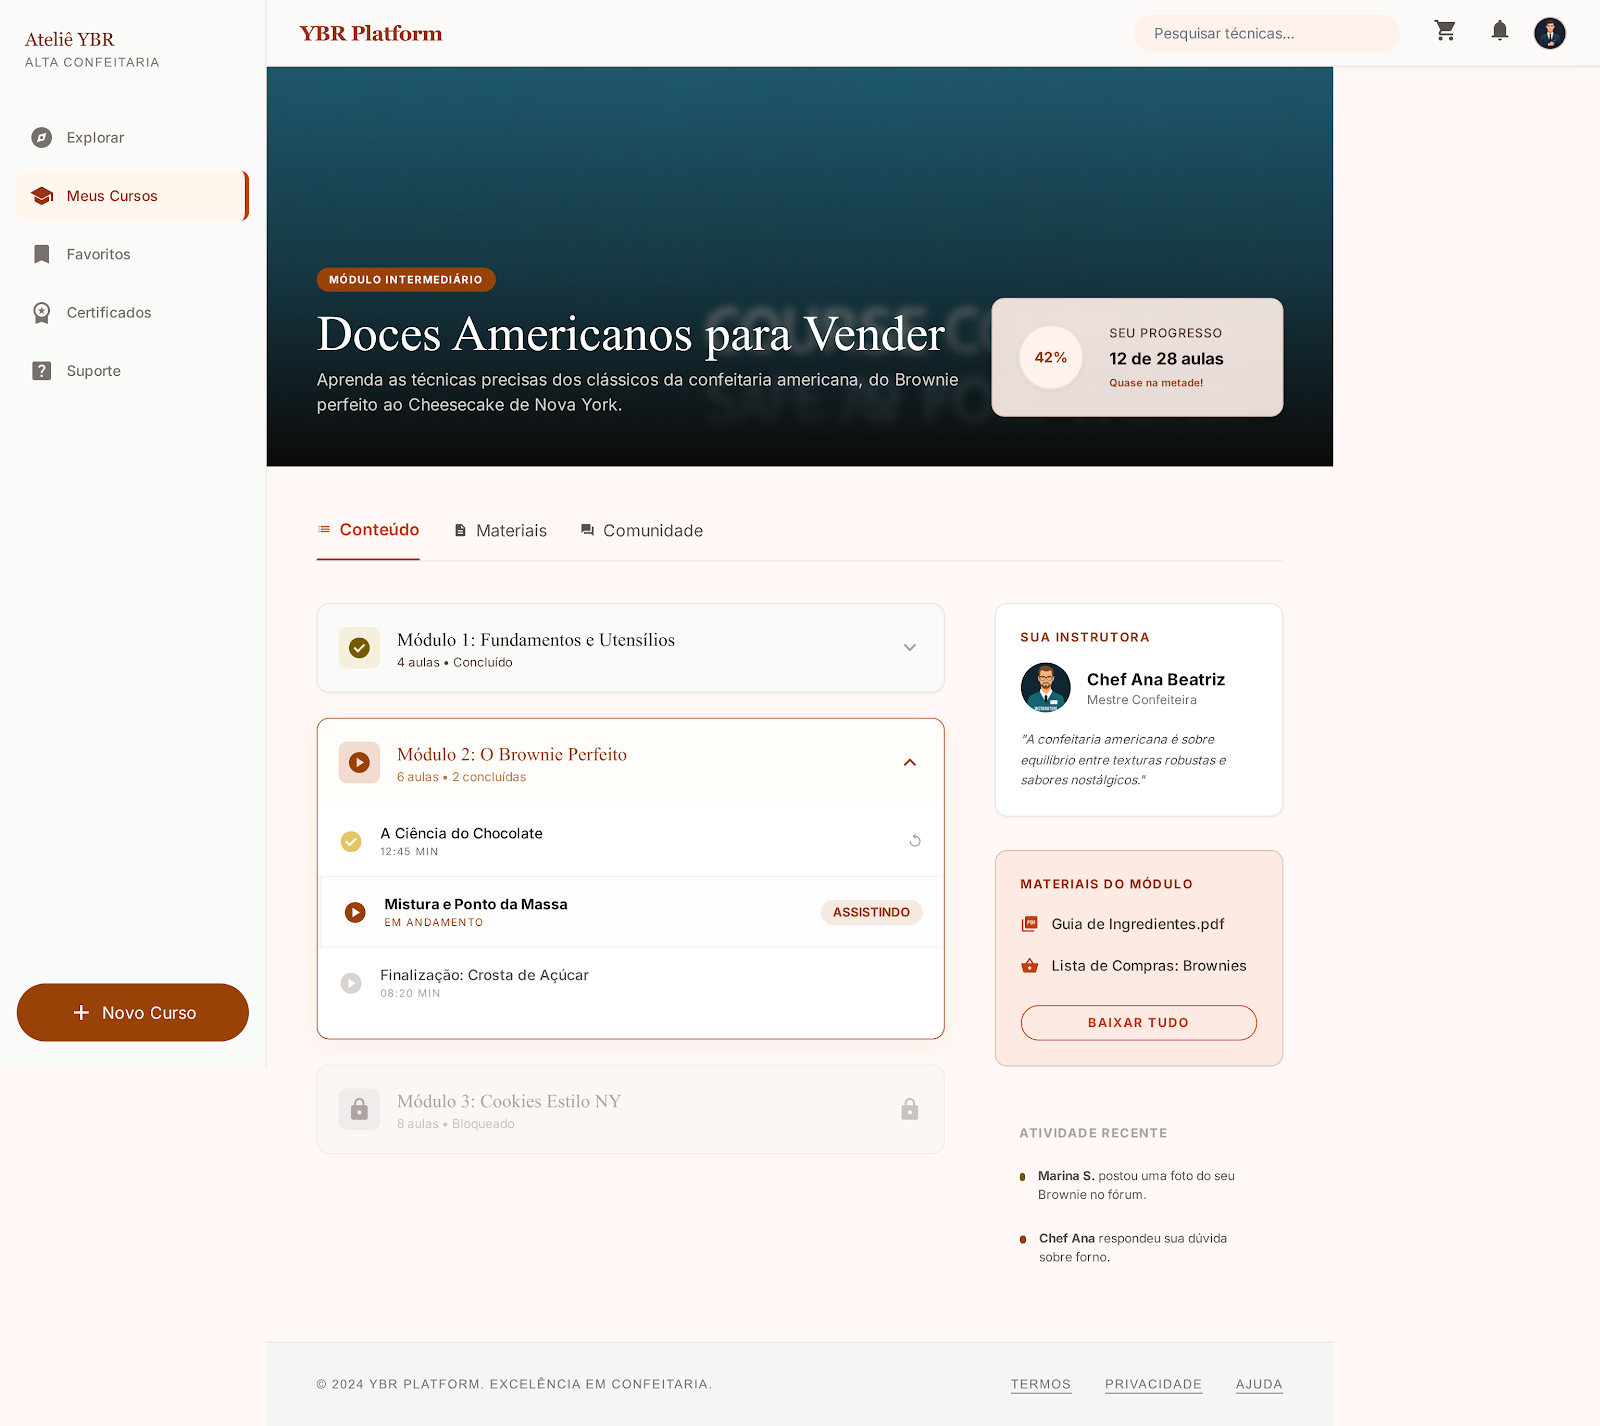 Ateliê YBR
ALTA CONFEITARIA
Explorar
Meus Cursos
Favoritos
Certificados
Suporte
Novo Curso
YBR Platform
Pesquisar técnicas...
MÓDULO INTERMEDIÁRIO
Doces Americanos para Vender
Aprenda as técnicas precisas dos clássicos da confeitaria americana, do Brownie
perfeito ao Cheesecake de Nova York.
42%
SEU PROGRESSO
12 de 28 aulas
Quase na metade!
Conteúdo
Materiais
Comunidade
Módulo 1: Fundamentos e Utensílios
4 aulas • Concluído
Módulo 2: O Brownie Perfeito
6 aulas • 2 concluídas
A Ciência do Chocolate
12:45 MIN
Mistura e Ponto da Massa
EM ANDAMENTO
ASSISTINDO
Finalização: Crosta de Açúcar
08:20 MIN
Módulo 3: Cookies Estilo NY
8 aulas • Bloqueado
SUA INSTRUTORA
Chef Ana Beatriz
Mestre Confeiteira
"A confeitaria americana é sobre
equilíbrio entre texturas robustas e
sabores nostálgicos."
MATERIAIS DO MÓDULO
Guia de Ingredientes.pdf
Lista de Compras: Brownies
BAIXAR TUDO
ATIVIDADE RECENTE
Marina S. postou uma foto do seu
Brownie no fórum.
Chef Ana respondeu sua dúvida
sobre forno.
© 2024 YBR PLATFORM. EXCELÊNCIA EM CONFEITARIA.
TERMOS
PRIVACIDADE
AJUDA